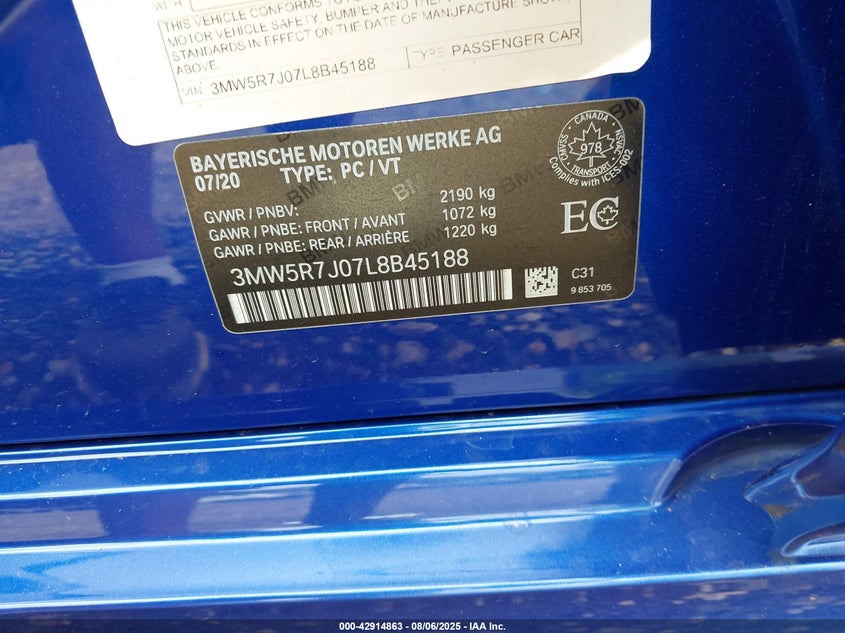 THIS VEHICLE CONFORMS TO
MOTOR VEHICLE SAFETY, BUMPER AND
STANDARDS IN EFFECT ON THE DATE OF MANUFACTURE SHOWN
ABOVE.
VIN: 3MW5R7J07L8B45188
TYPE: PASSENGER CAR
BAYERISCHE MOTOREN WERKE AG
07/20 TYPE: PC / VT
GVWR / PNBV: 2190 kg
GAWR / PNBE: FRONT / AVANT 1072 kg
GAWR / PNBE: REAR / ARRIÈRE 1220 kg
3MW5R7J07L8B45188
CANADA
978
TRANSPORT
CMVSS
NSVAC
Complies with ICES-002
EC
C31
9 853 705
000-42914863 - 08/06/2025 - IAA Inc.